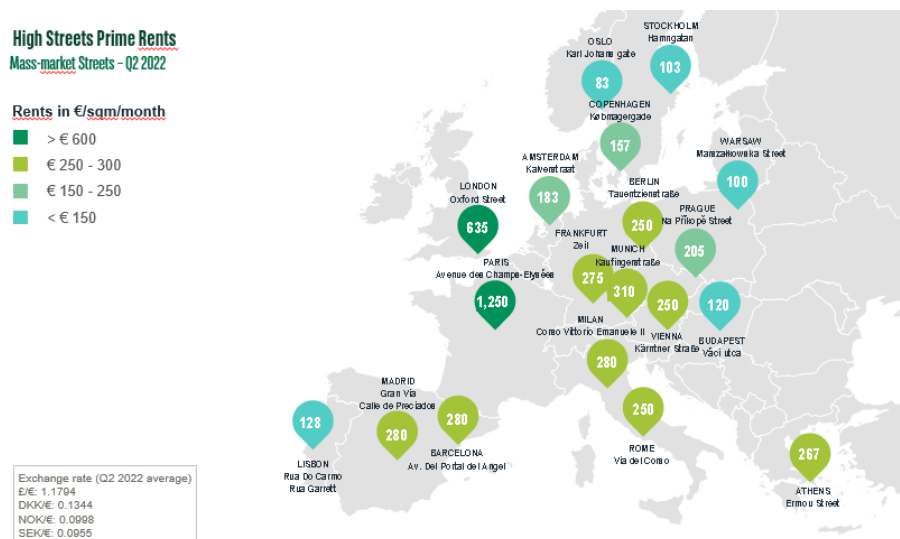 High Streets Prime Rents
Mass-market Streets – Q2 2022
Rents in €/sqm/month
> € 600
€ 250 - 300
€ 150 - 250
< € 150
STOCKHOLM
Hamngatan
103
OSLO
Karl Johans gate
83
COPENHAGEN
Købmagergade
157
WARSAW
Marszałkowska Street
100
AMSTERDAM
Kalverstraat
183
BERLIN
Tauentzienstraße
250
LONDON
Oxford Street
635
PRAGUE
Na Příkopě Street
205
FRANKFURT
Zeil
275
MUNICH
Kaufingerstraße
310
PARIS
Avenue des Champs-Elysées
1,250
VIENNA
Kärntner Straße
250
BUDAPEST
Váci utca
120
MILAN
Corso Vittorio Emanuele II
280
MADRID
Gran Via
Calle de Preciados
280
BARCELONA
Av. Del Portal del Angel
280
ROME
Via del Corso
250
LISBON
Rua Do Carmo
Rua Garrett
128
ATHENS
Ermou Street
267
Exchange rate (Q2 2022 average)
£/€: 1.1794
DKK/€: 0.1344
NOK/€: 0.0998
SEK/€: 0.0955